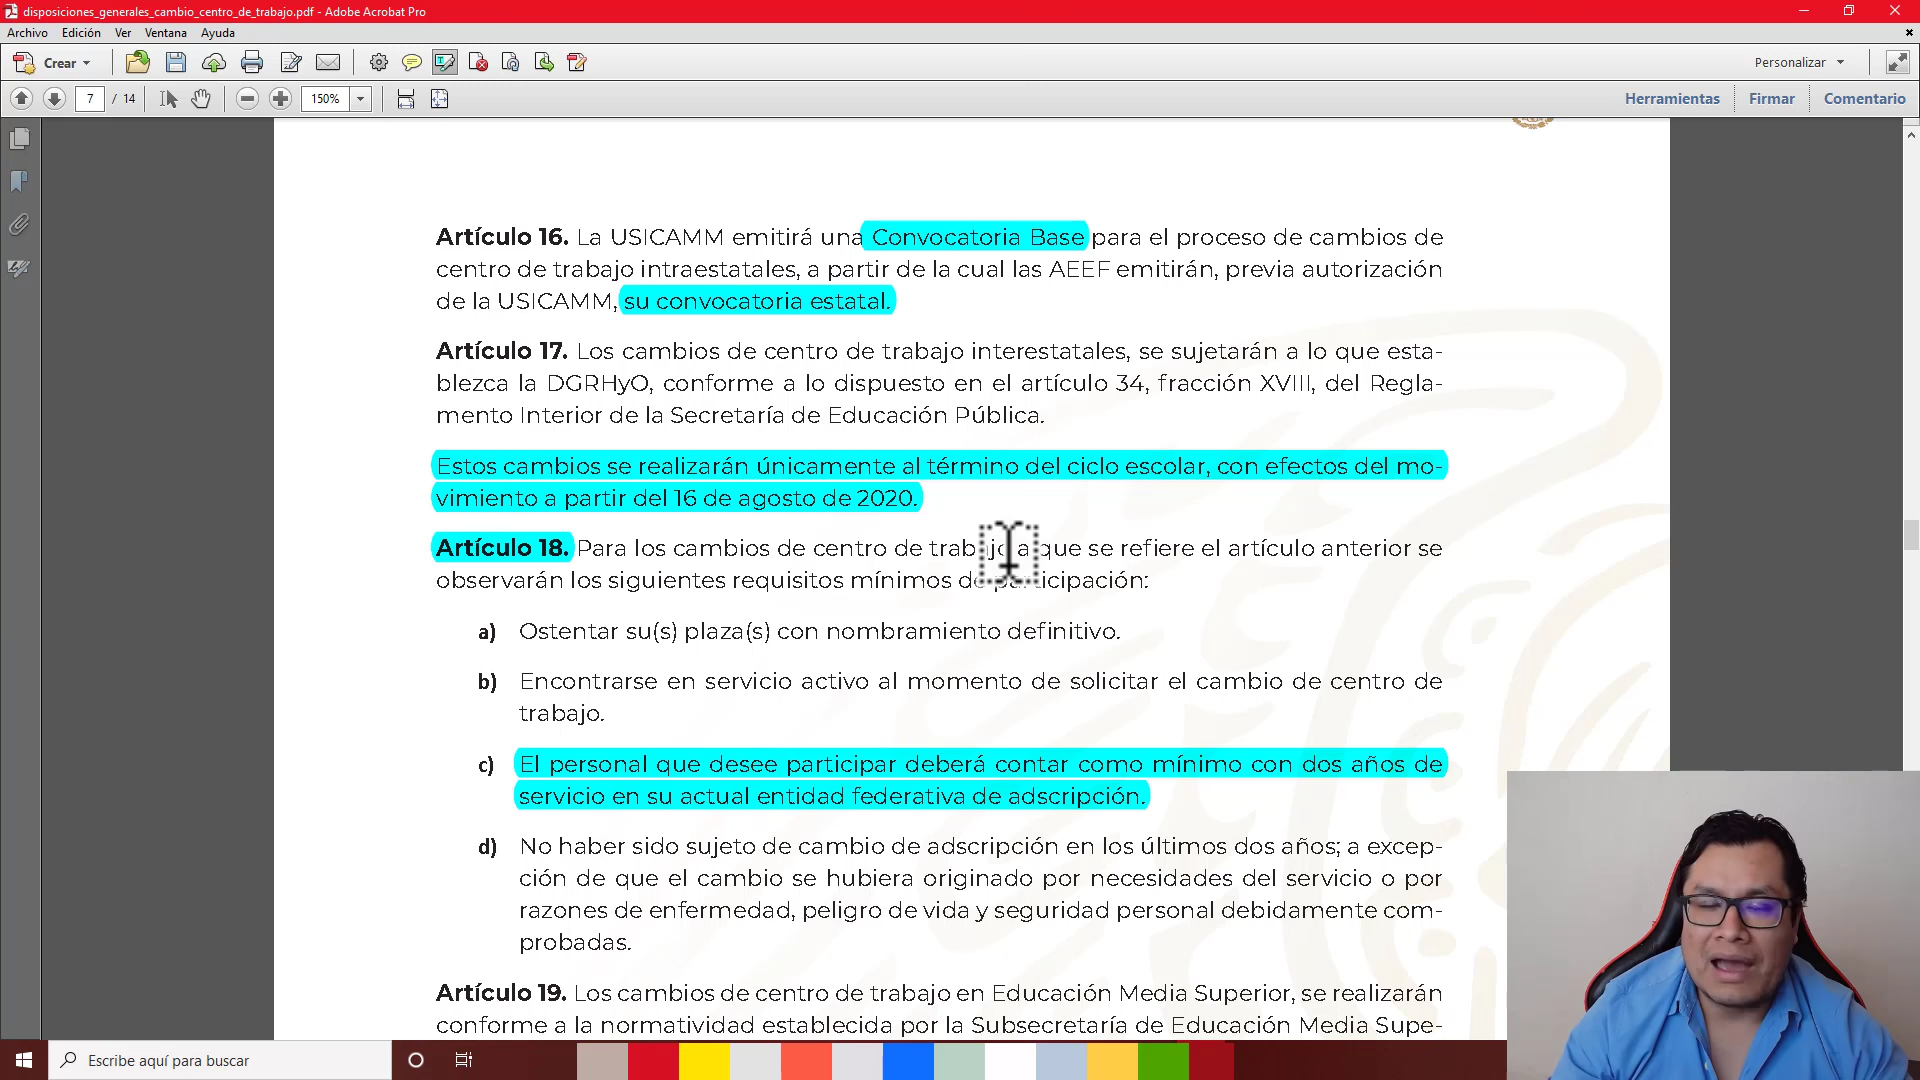 disposiciones_generales_cambio_centro_de_trabajo.pdf - Adobe Acrobat Pro
Archivo Edición Ver Ventana Ayuda
Crear Personalizar
7 / 14 150% Herramientas Firmar Comentario
Artículo 16. La USICAMM emitirá una Convocatoria Base para el proceso de cambios de
centro de trabajo intraestatales, a partir de la cual las AEEF emitirán, previa autorización
de la USICAMM, su convocatoria estatal.
Artículo 17. Los cambios de centro de trabajo interestatales, se sujetarán a lo que esta-
blezca la DGRHyO, conforme a lo dispuesto en el artículo 34, fracción XVIII, del Regla-
mento Interior de la Secretaría de Educación Pública.
Estos cambios se realizarán únicamente al término del ciclo escolar, con efectos del mo-
vimiento a partir del 16 de agosto de 2020.
Artículo 18. Para los cambios de centro de trabajo a que se refiere el artículo anterior se
observarán los siguientes requisitos mínimos de participación:
a) Ostentar su(s) plaza(s) con nombramiento definitivo.
b) Encontrarse en servicio activo al momento de solicitar el cambio de centro de
trabajo.
c) El personal que desee participar deberá contar como mínimo con dos años de
servicio en su actual entidad federativa de adscripción.
d) No haber sido sujeto de cambio de adscripción en los últimos dos años; a excep-
ción de que el cambio se hubiera originado por necesidades del servicio o por
razones de enfermedad, peligro de vida y seguridad personal debidamente com-
probadas.
Artículo 19. Los cambios de centro de trabajo en Educación Media Superior, se realizarán
conforme a la normatividad establecida por la Subsecretaría de Educación Media Supe-
Escribe aquí para buscar